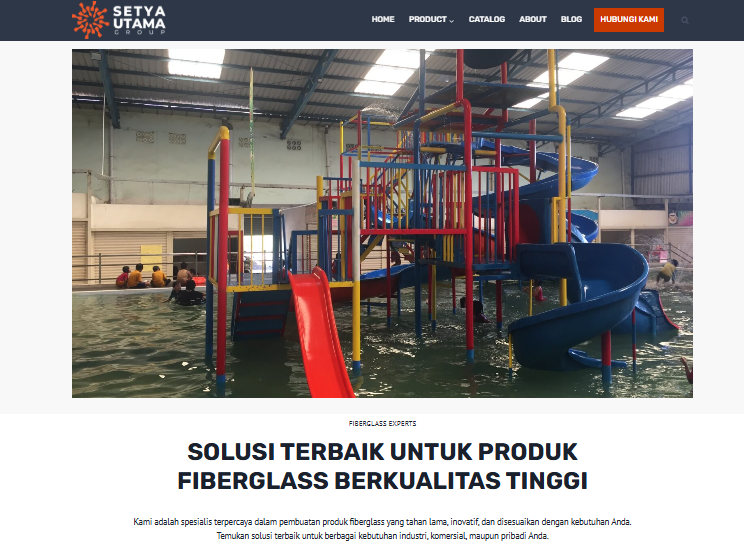 SETYA
UTAMA
GROUP
HOME PRODUCT CATALOG ABOUT BLOG HUBUNGI KAMI
FIBERGLASS EXPERTS
SOLUSI TERBAIK UNTUK PRODUK
FIBERGLASS BERKUALITAS TINGGI
Kami adalah spesialis terpercaya dalam pembuatan produk fiberglass yang tahan lama, inovatif, dan disesuaikan dengan kebutuhan Anda.
Temukan solusi terbaik untuk berbagai kebutuhan industri, komersial, maupun pribadi Anda.